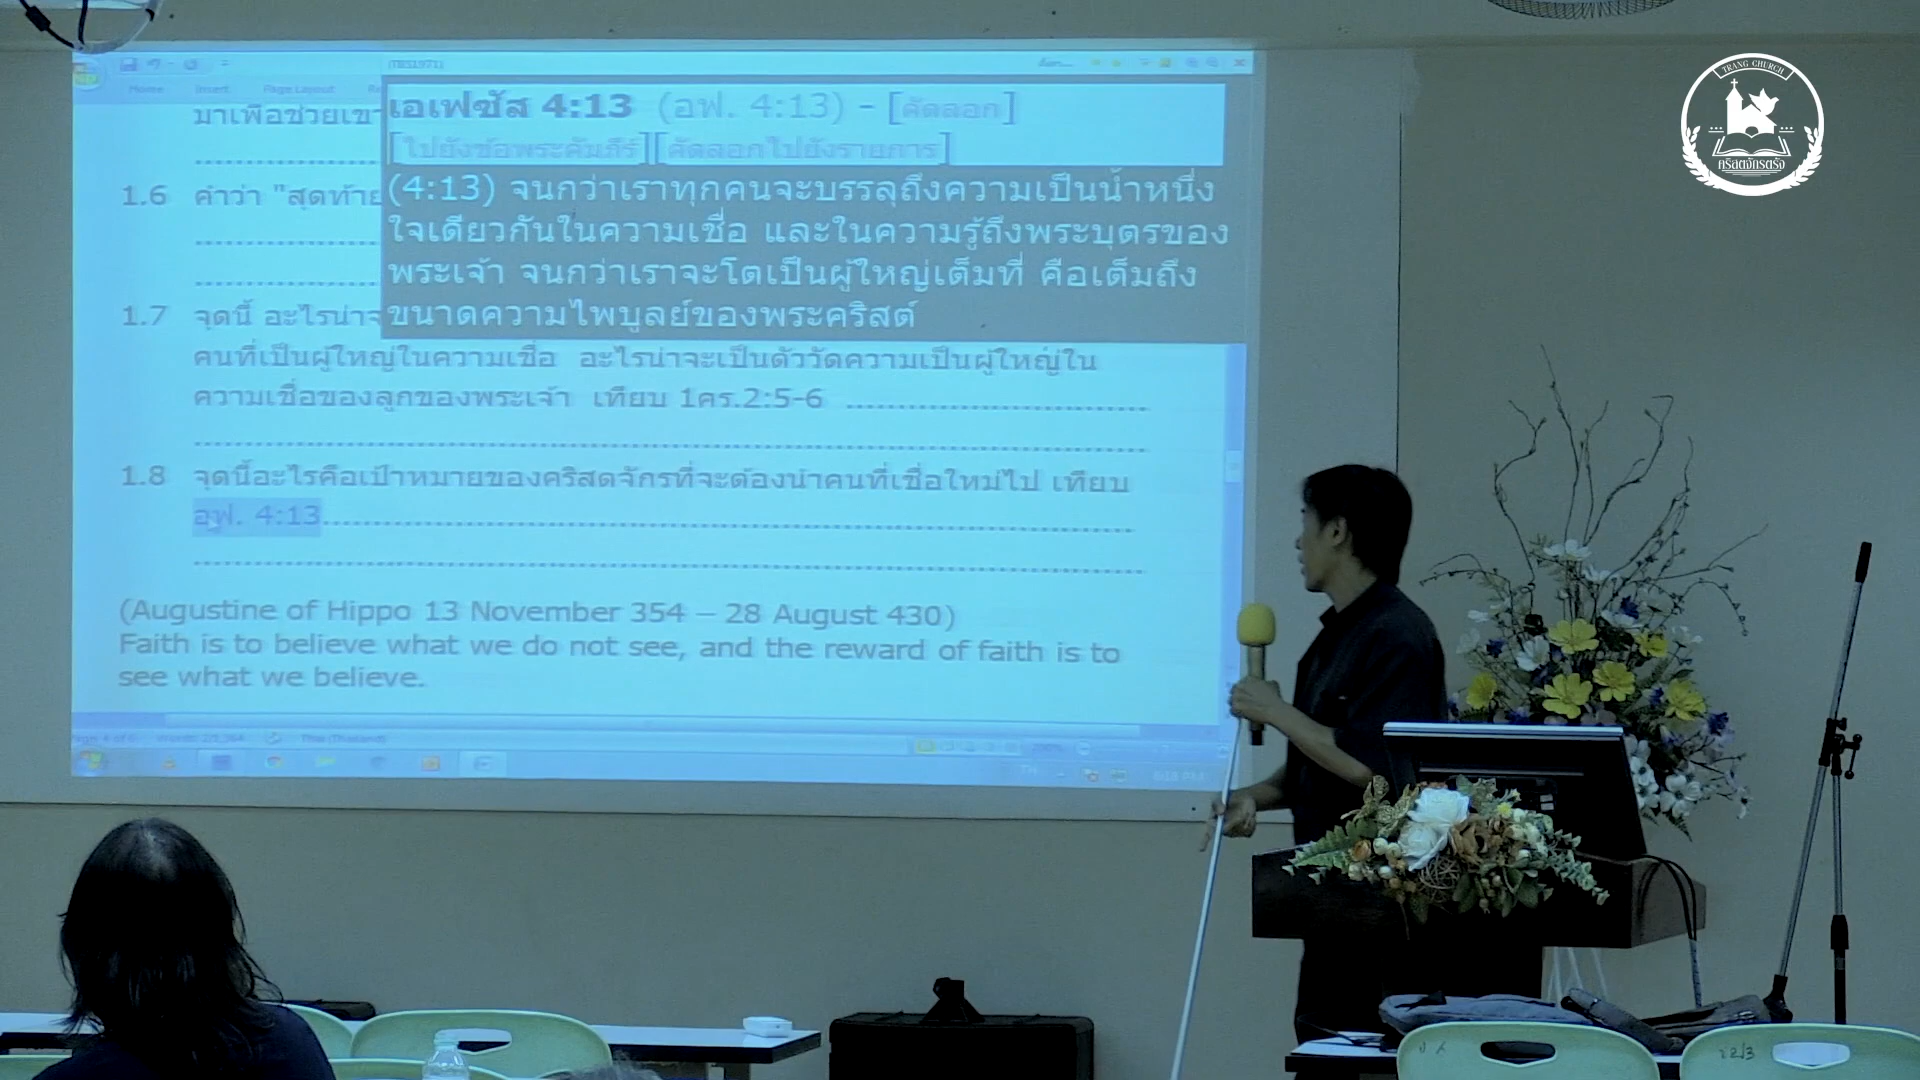 (TBS1971)
Home Insert Page Layout
เอเฟซัส 4:13 (อฟ. 4:13) - [คัดลอก]
[ไปยังข้อพระคัมภีร์][คัดลอกไปยังรายการ]
(4:13) จนกว่าเราทุกคนจะบรรลุถึงความเป็นน้ำหนึ่ง
ใจเดียวกันในความเชื่อ และในความรู้ถึงพระบุตรของ
พระเจ้า จนกว่าเราจะโตเป็นผู้ใหญ่เต็มที่ คือเต็มถึง
ขนาดความไพบูลย์ของพระคริสต์
มาเพื่อช่วยเขา
1.6 คำว่า "สุดท้าย
1.7 จุดนี้ อะไรน่าจ
คนที่เป็นผู้ใหญ่ในความเชื่อ อะไรน่าจะเป็นตัววัดความเป็นผู้ใหญ่ใน
ความเชื่อของลูกของพระเจ้า เทียบ 1คร.2:5-6
1.8 จุดนี้อะไรคือเป้าหมายของคริสตจักรที่จะต้องนำคนที่เชื่อใหม่ไป เทียบ
อฟ. 4:13
(Augustine of Hippo 13 November 354 – 28 August 430)
Faith is to believe what we do not see, and the reward of faith is to
see what we believe.
Thai (Thailand)
TRANG CHURCH
คริสตจักรตรัง